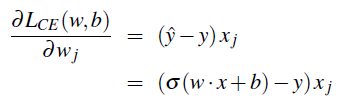 ∂L_CE(w,b)/∂w_j = (ŷ − y)x_j
= (σ(w·x+b) − y)x_j